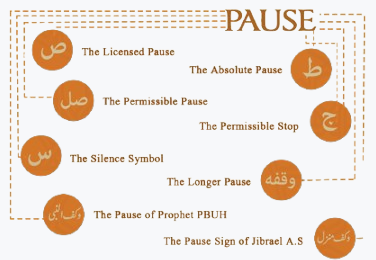 PAUSE
ص
The Licensed Pause
The Absolute Pause
ط
صل
The Permissible Pause
The Permissible Stop
ج
س
The Silence Symbol
The Longer Pause
وقفه
وقف النبی
The Pause of Prophet PBUH
The Pause Sign of Jibrael A.S
وقف منزل